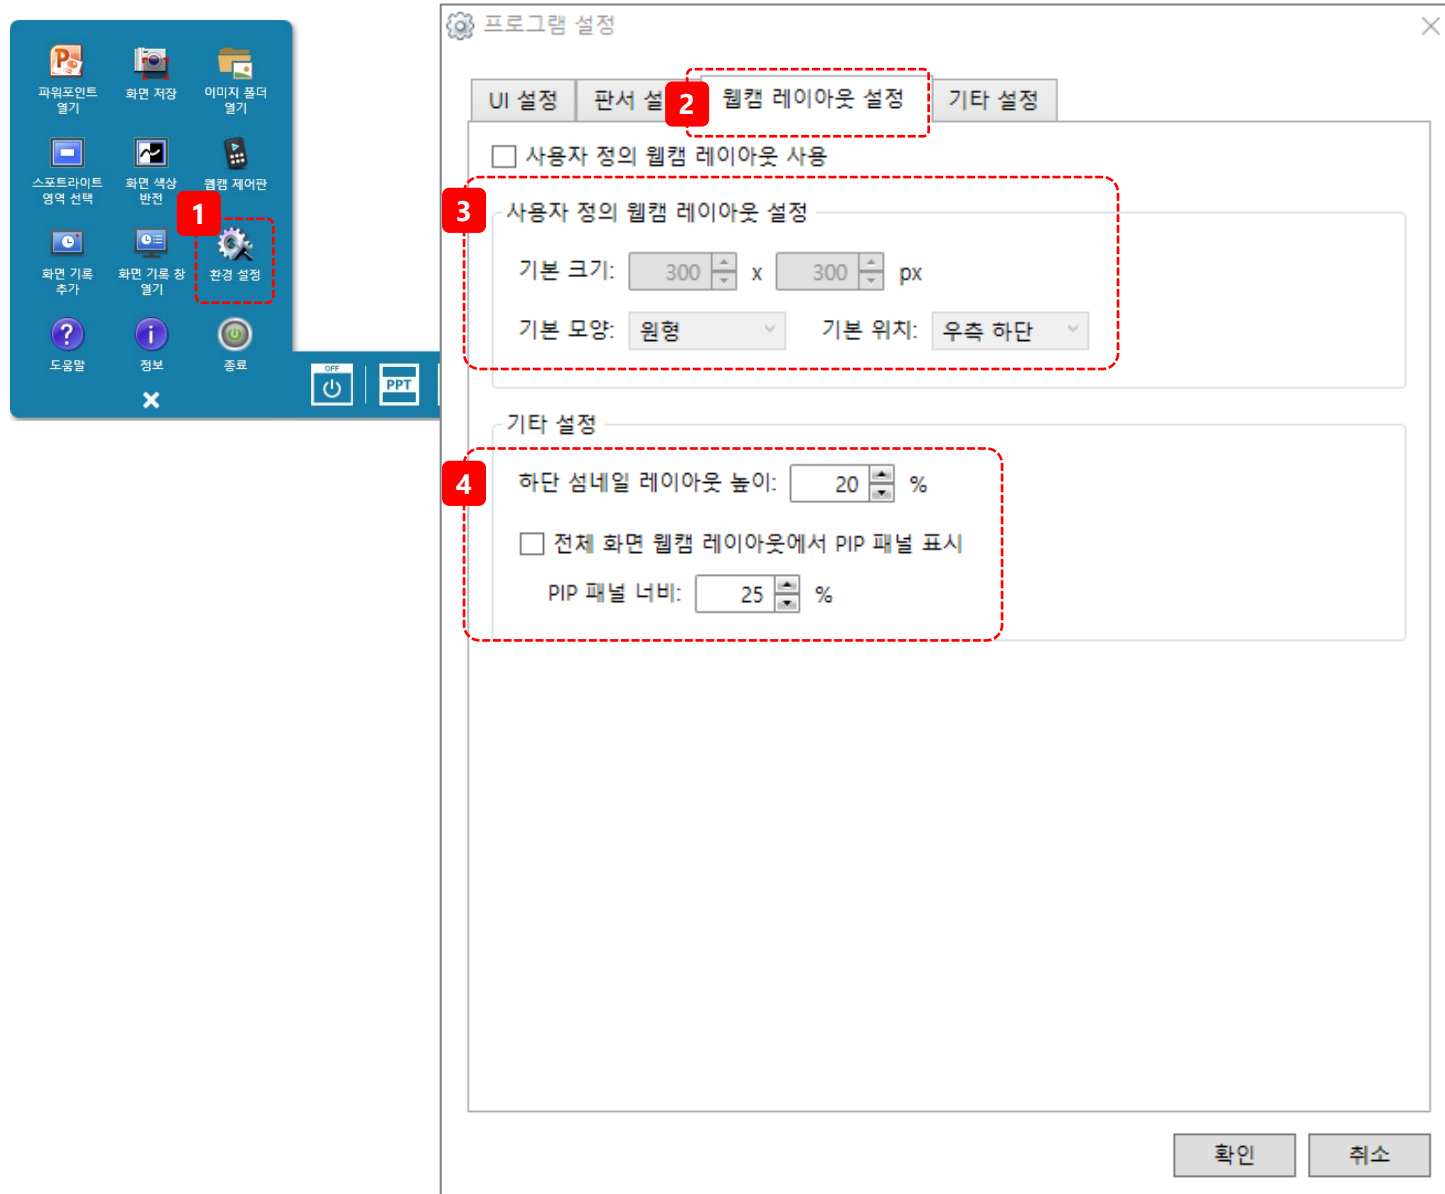 파워포인트
열기
화면 저장
이미지 폴더
열기
스포트라이트
영역 선택
화면 색상
반전
웹캠 제어판
1
화면 기록
추가
화면 기록 창
열기
환경 설정
도움말
정보
종료
OFF
PPT
프로그램 설정
UI 설정
판서 설
2
웹캠 레이아웃 설정
기타 설정
사용자 정의 웹캠 레이아웃 사용
3
사용자 정의 웹캠 레이아웃 설정
기본 크기: 300 x 300 px
기본 모양: 원형 기본 위치: 우측 하단
기타 설정
4
하단 섬네일 레이아웃 높이: 20 %
전체 화면 웹캠 레이아웃에서 PIP 패널 표시
PIP 패널 너비: 25 %
확인
취소